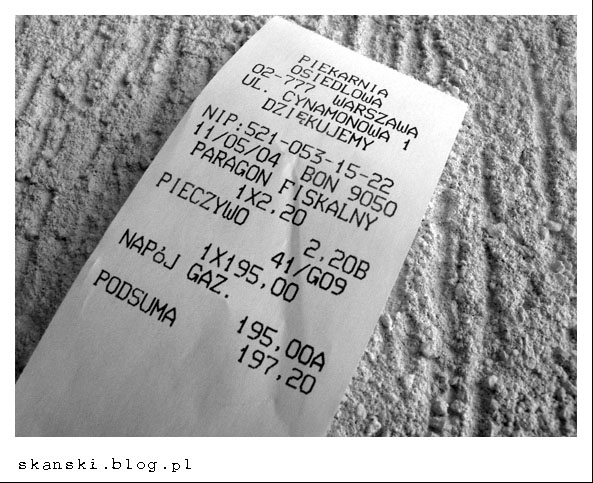 PIEKARNIA
OSIEDLOWA
02-777 WARSZAWA
UL. CYNAMONOWA 1
DZIĘKUJEMY
NIP:521-053-15-22
11/05/04 BON 9050
PARAGON FISKALNY
1X2,20
PIECZYWO 2,20B
41/G09
1X195,00
NAPóJ GAZ. 195,00A
PODSUMA 197,20
skanski.blog.pl